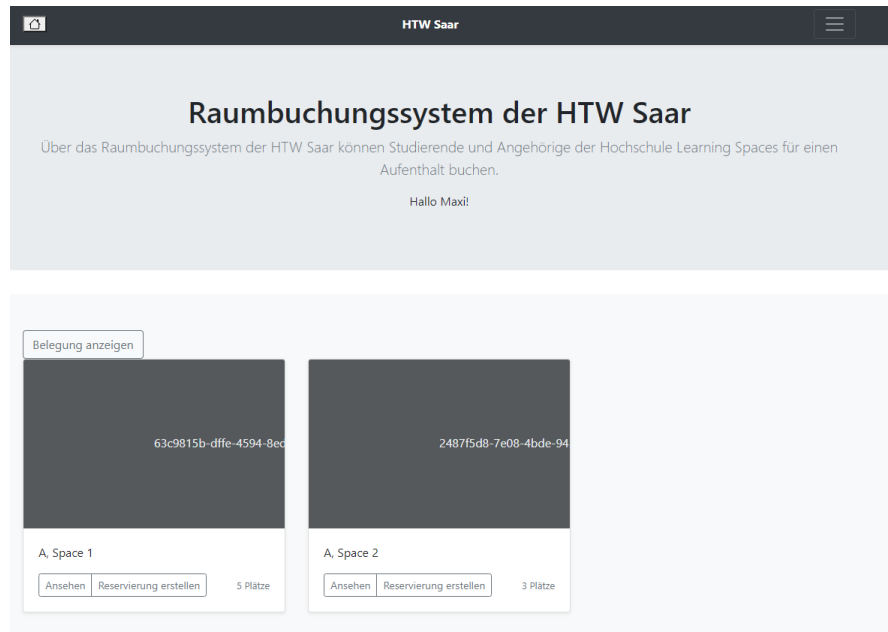 HTW Saar
Raumbuchungssystem der HTW Saar
Über das Raumbuchungssystem der HTW Saar können Studierende und Angehörige der Hochschule Learning Spaces für einen
Aufenthalt buchen.
Hallo Maxi!
Belegung anzeigen
63c9815b-dffe-4594-8ed
2487f5d8-7e08-4bde-94
A, Space 1
Ansehen Reservierung erstellen 5 Plätze
A, Space 2
Ansehen Reservierung erstellen 3 Plätze